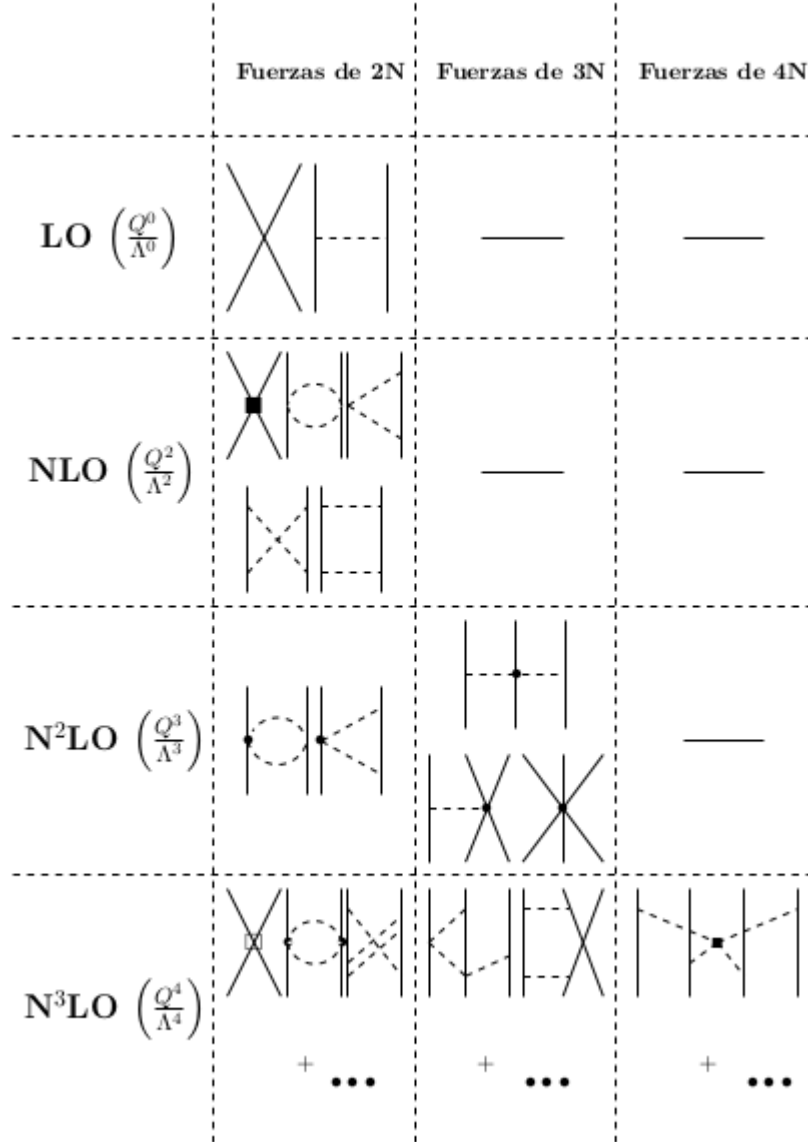 Fuerzas de 2N Fuerzas de 3N Fuerzas de 4N
LO (Q^0/Λ^0)
NLO (Q^2/Λ^2)
N^2LO (Q^3/Λ^3)
N^3LO (Q^4/Λ^4)
+ ••• + ••• + •••